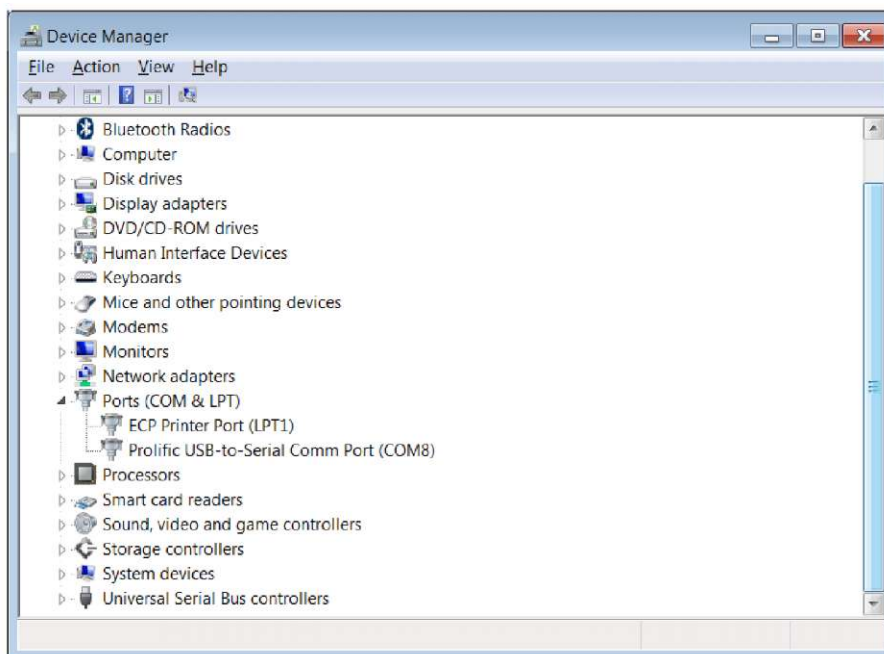 Device Manager
File Action View Help
Bluetooth Radios
Computer
Disk drives
Display adapters
DVD/CD-ROM drives
Human Interface Devices
Keyboards
Mice and other pointing devices
Modems
Monitors
Network adapters
Ports (COM & LPT)
ECP Printer Port (LPT1)
Prolific USB-to-Serial Comm Port (COM8)
Processors
Smart card readers
Sound, video and game controllers
Storage controllers
System devices
Universal Serial Bus controllers